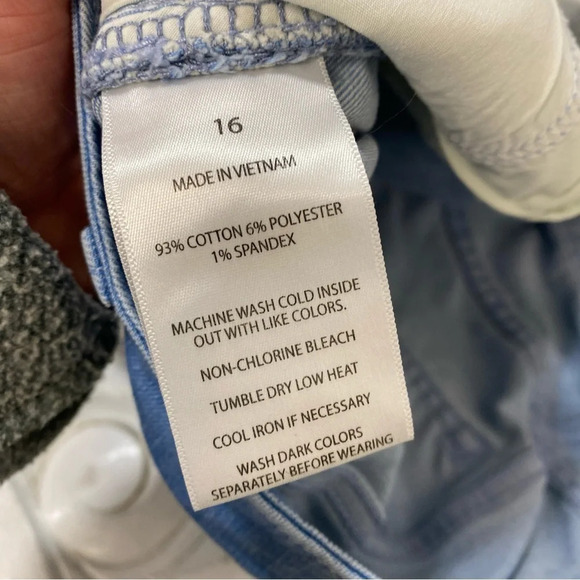 16
MADE IN VIETNAM
93% COTTON 6% POLYESTER
1% SPANDEX
MACHINE WASH COLD INSIDE
OUT WITH LIKE COLORS.
NON-CHLORINE BLEACH
TUMBLE DRY LOW HEAT
COOL IRON IF NECESSARY
WASH DARK COLORS
SEPARATELY BEFORE WEARING